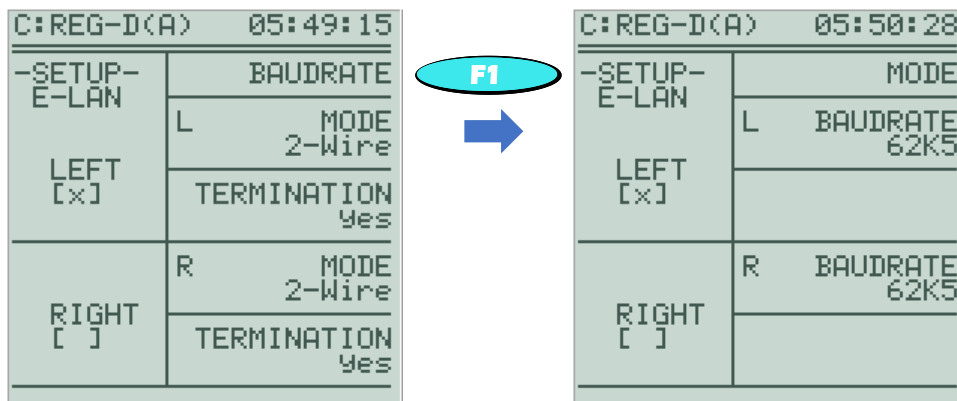 C:REG-D(A) 05:49:15
-SETUP-
E-LAN
BAUDRATE
L MODE
2-Wire
LEFT
[x]
TERMINATION
Yes
R MODE
2-Wire
RIGHT
[ ]
TERMINATION
Yes
F1
C:REG-D(A) 05:50:28
-SETUP-
E-LAN
MODE
L BAUDRATE
62K5
LEFT
[x]
R BAUDRATE
62K5
RIGHT
[ ]